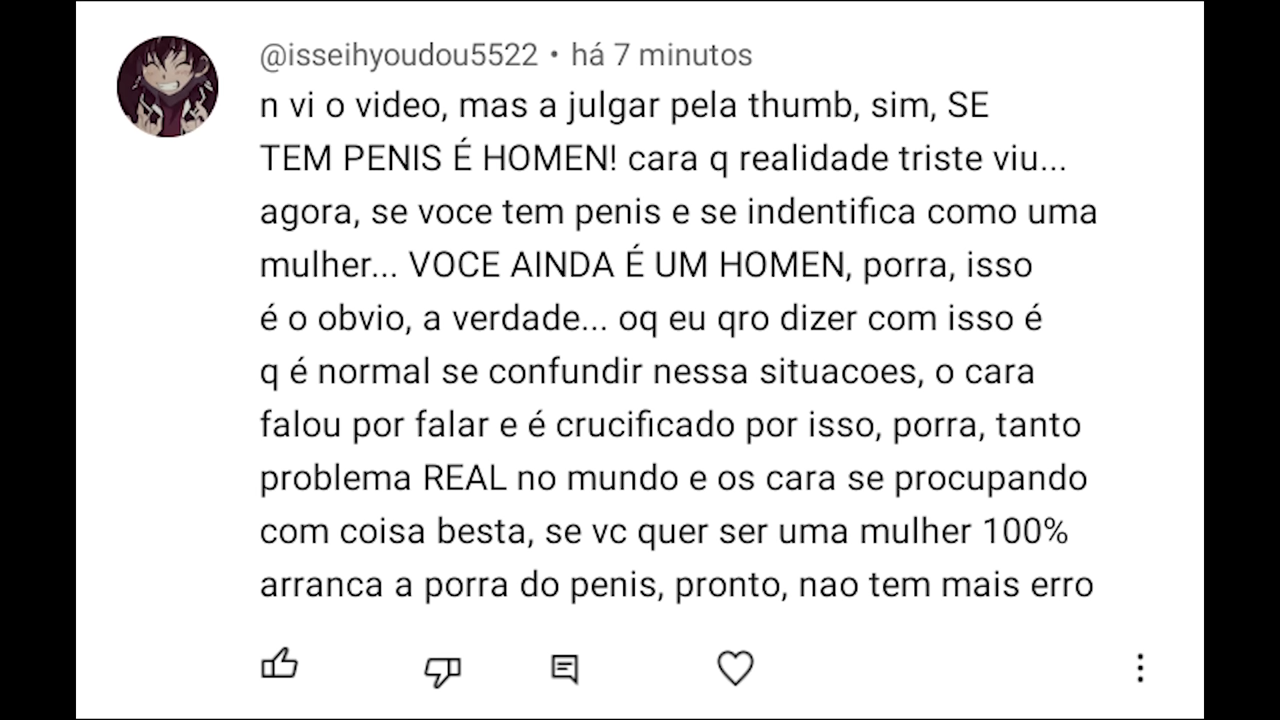 @isseihyoudou5522 • há 7 minutos
n vi o video, mas a julgar pela thumb, sim, SE
TEM PENIS É HOMEN! cara q realidade triste viu...
agora, se voce tem penis e se indentifica como uma
mulher... VOCE AINDA É UM HOMEN, porra, isso
é o obvio, a verdade... oq eu qro dizer com isso é
q é normal se confundir nessa situacoes, o cara
falou por falar e é crucificado por isso, porra, tanto
problema REAL no mundo e os cara se procupando
com coisa besta, se vc quer ser uma mulher 100%
arranca a porra do penis, pronto, nao tem mais erro